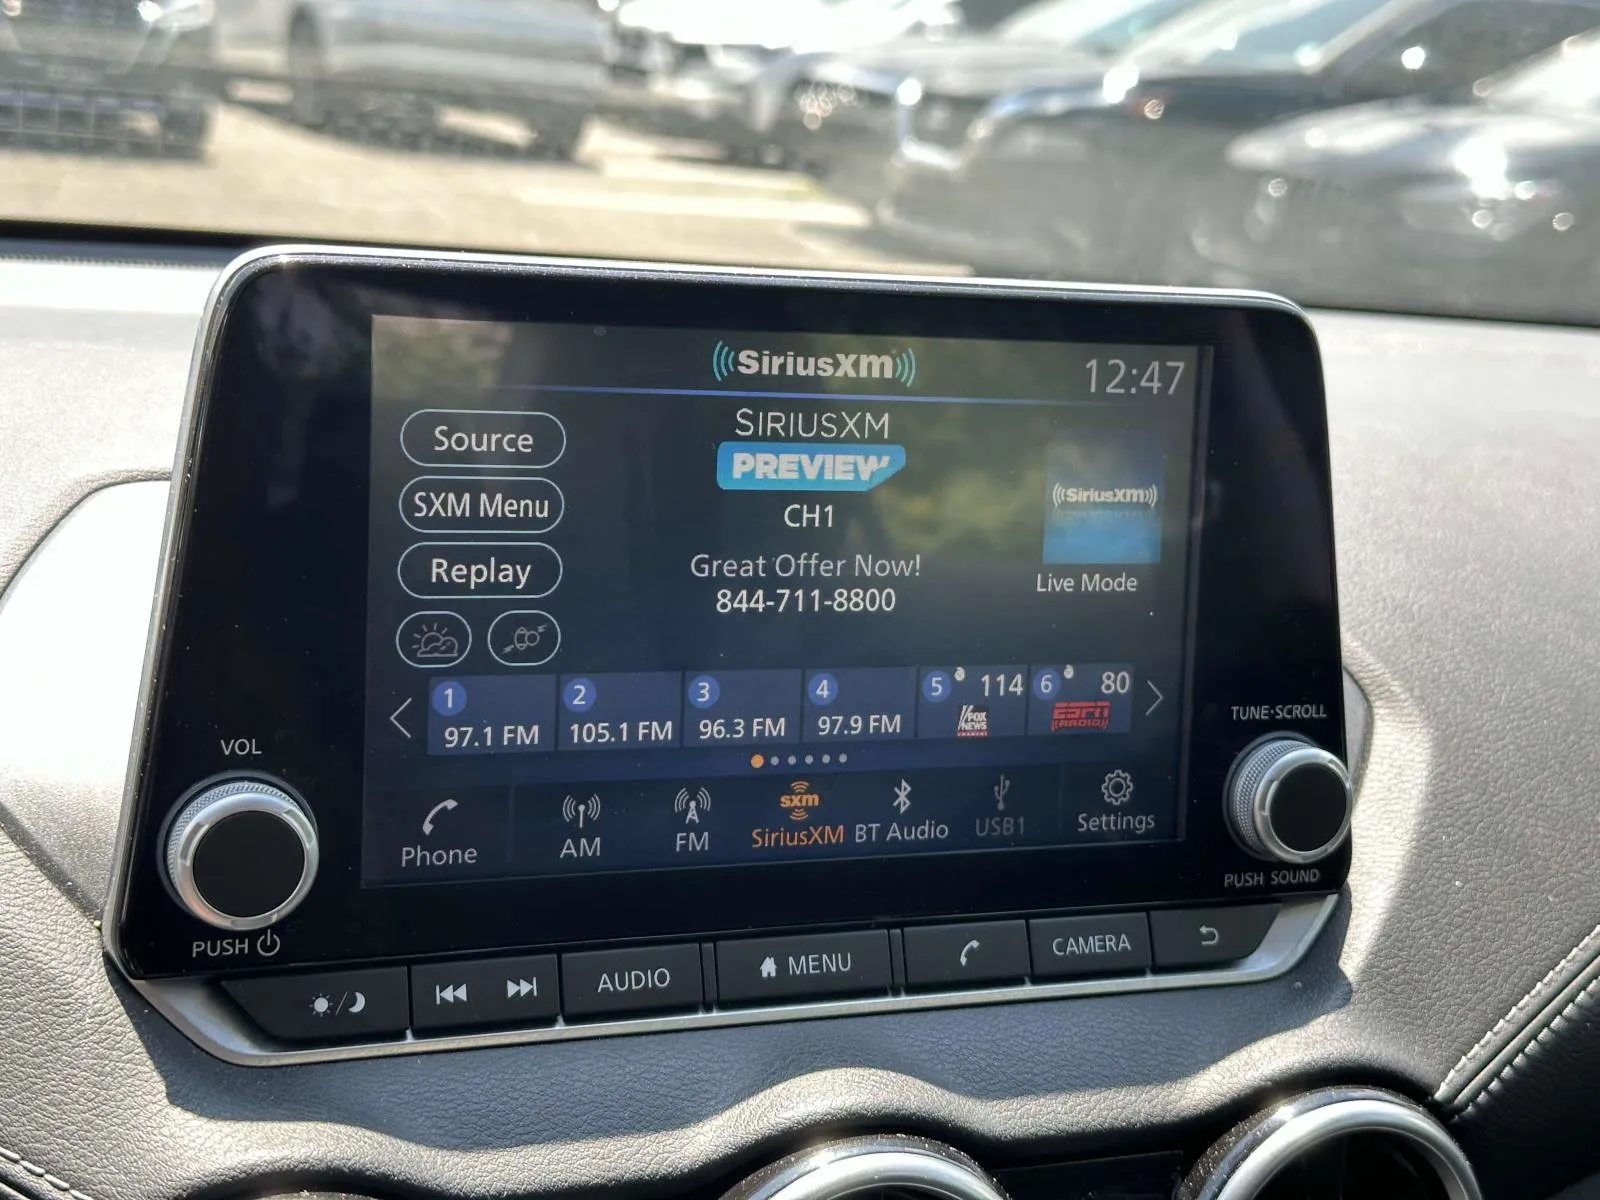 SiriusXm
12:47
Source
SXM Menu
Replay
SIRIUSXM
PREVIEW
CH1
Great Offer Now!
844-711-8800
SiriusXm
Live Mode
1 97.1 FM
2 105.1 FM
3 96.3 FM
4 97.9 FM
5 114
FOX
NEWS
6 80
ESPN
RADIO
Phone
AM
FM
sxm
SiriusXM
BT Audio
USB1
Settings
VOL
PUSH
TUNE·SCROLL
PUSH SOUND
AUDIO
MENU
CAMERA